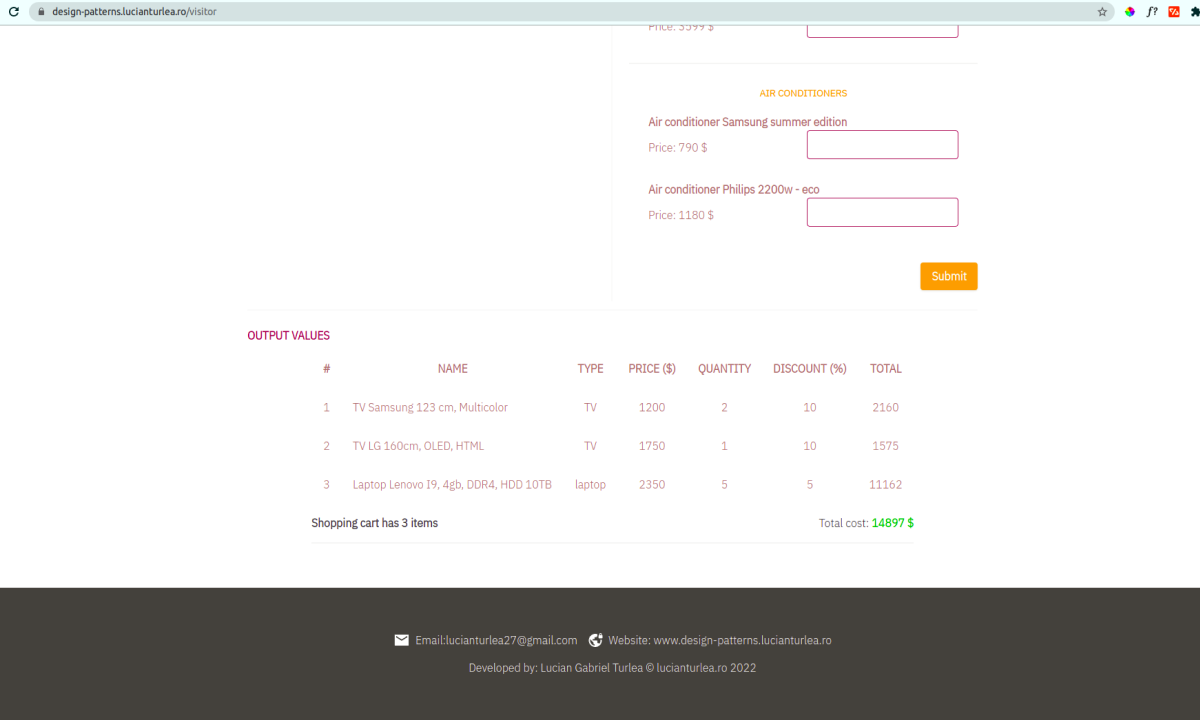 design-patterns.lucianturlea.ro/visitor
f?
Price: 3599 $
AIR CONDITIONERS
Air conditioner Samsung summer edition
Price: 790 $
Air conditioner Philips 2200w - eco
Price: 1180 $
Submit
OUTPUT VALUES
# NAME TYPE PRICE ($) QUANTITY DISCOUNT (%) TOTAL
1 TV Samsung 123 cm, Multicolor TV 1200 2 10 2160
2 TV LG 160cm, OLED, HTML TV 1750 1 10 1575
3 Laptop Lenovo I9, 4gb, DDR4, HDD 10TB laptop 2350 5 5 11162
Shopping cart has 3 items Total cost: 14897 $
Email:lucianturlea27@gmail.com Website: www.design-patterns.lucianturlea.ro
Developed by: Lucian Gabriel Turlea © lucianturlea.ro 2022